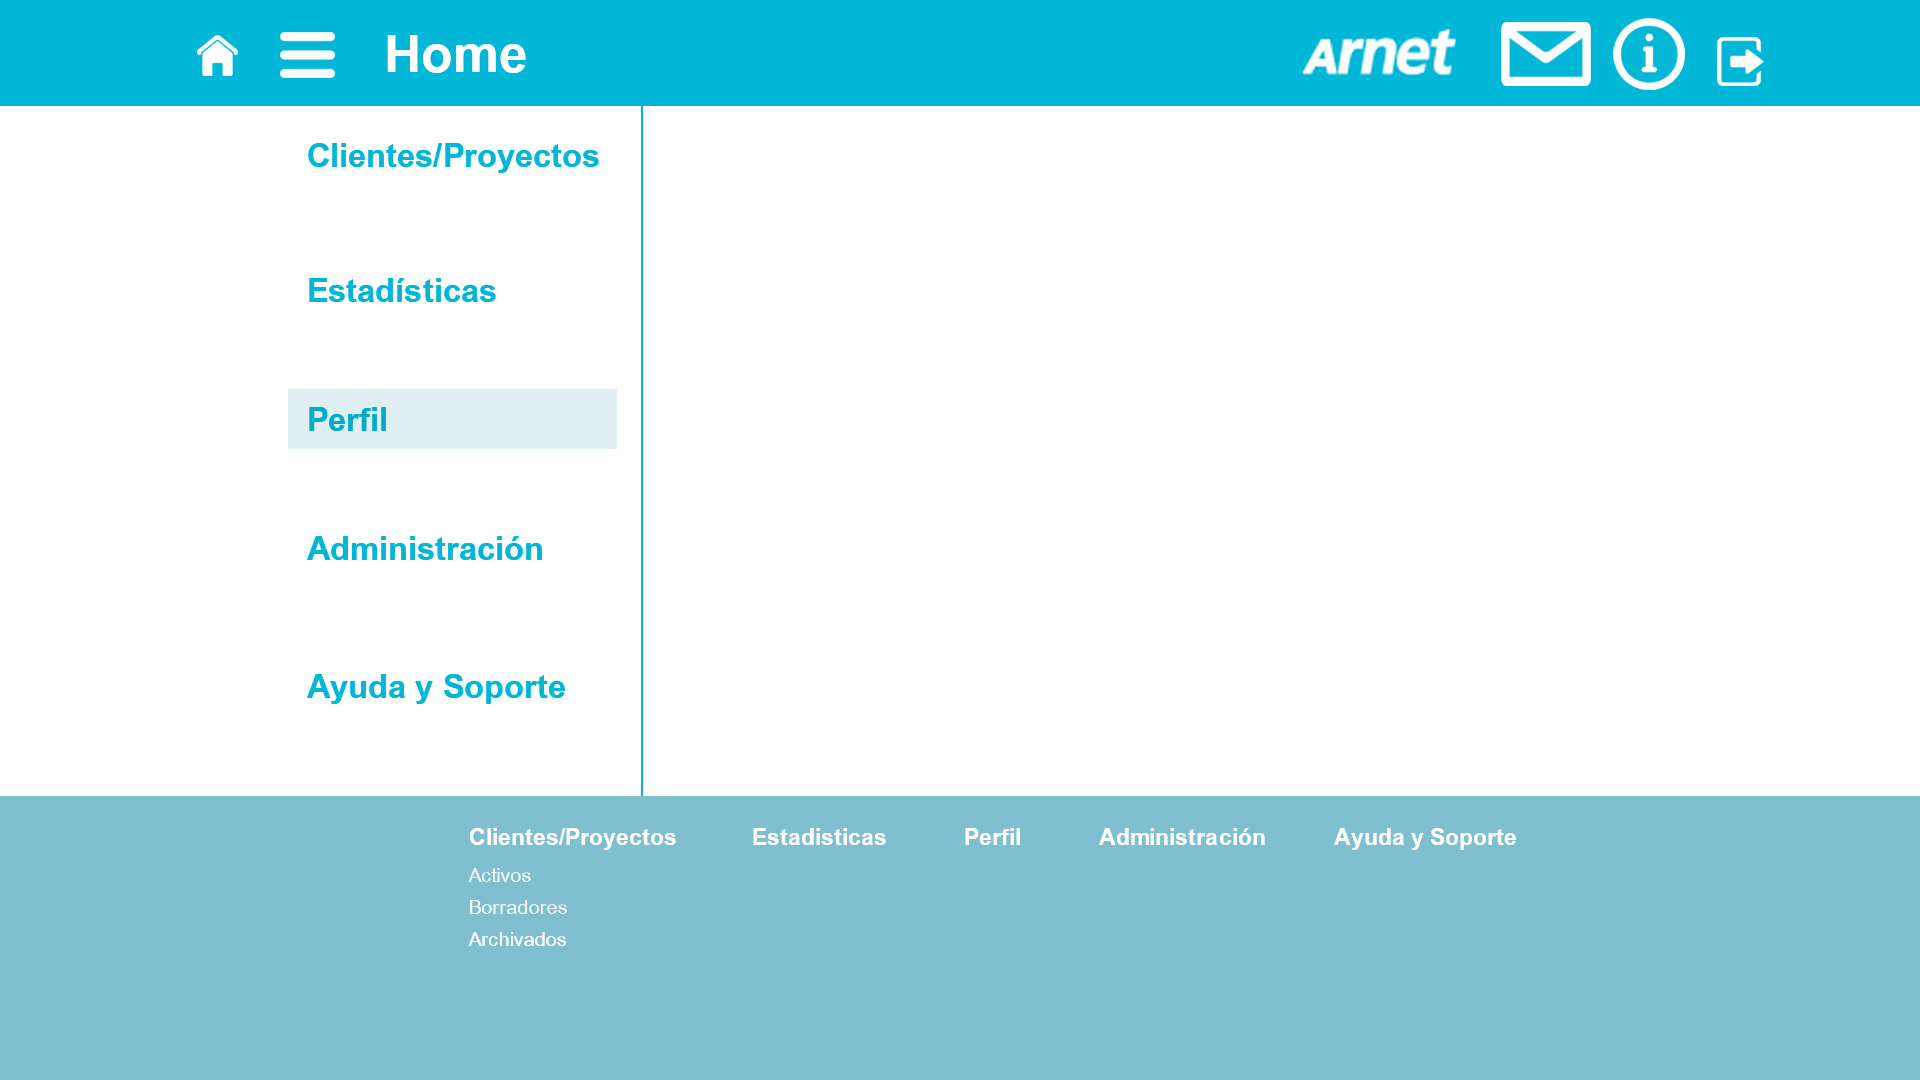 Home
Arnet
Clientes/Proyectos
Estadísticas
Perfil
Administración
Ayuda y Soporte
Clientes/Proyectos Estadisticas Perfil Administración Ayuda y Soporte
Activos
Borradores
Archivados